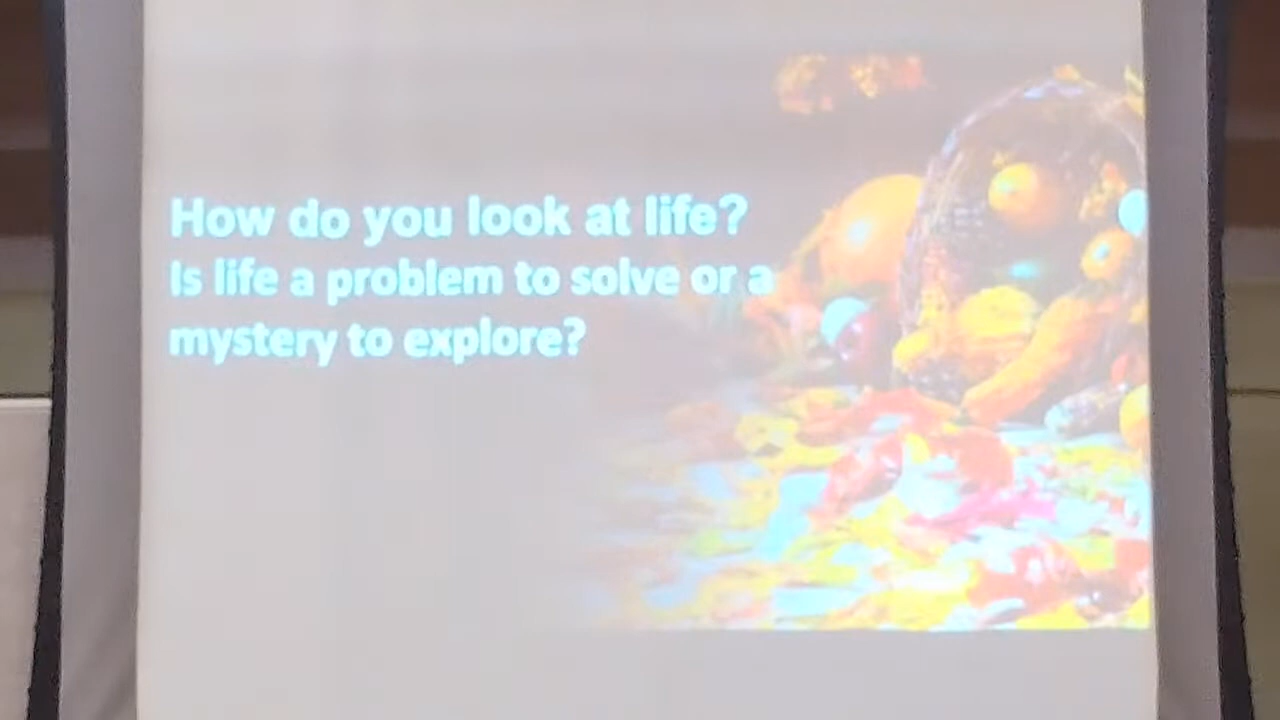 How do you look at life?
Is life a problem to solve or a
mystery to explore?